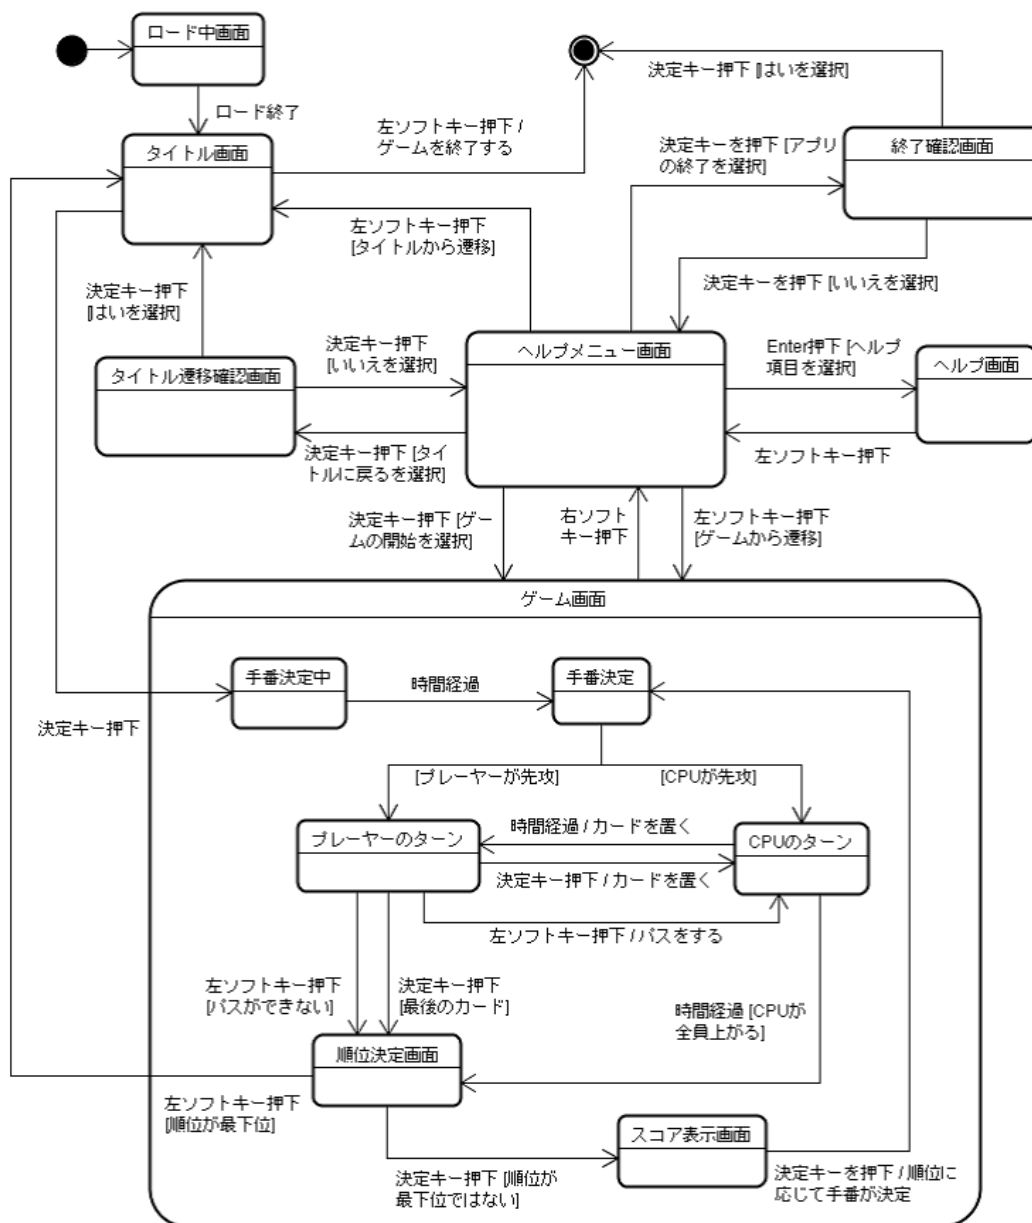 ロード中画面
ロード終了
決定キー押下 [はいを選択]
左ソフトキー押下 /
ゲームを終了する
タイトル画面
決定キーを押下 [アプリ
の終了を選択]
終了確認画面
左ソフトキー押下
[タイトルから遷移]
決定キーを押下 [いいえを選択]
決定キー押下
[はいを選択]
決定キー押下
[いいえを選択]
ヘルプメニュー画面
Enter押下 [ヘルプ
項目を選択]
ヘルプ画面
タイトル遷移確認画面
決定キー押下 [タイ
トルに戻るを選択]
左ソフトキー押下
決定キー押下 [ゲー
ムの開始を選択]
右ソフト
キー押下
左ソフトキー押下
[ゲームから遷移]
ゲーム画面
手番決定中
時間経過
手番決定
決定キー押下
[プレーヤーが先攻]
[CPUが先攻]
プレーヤーのターン
時間経過 / カードを置く
CPUのターン
決定キー押下 / カードを置く
左ソフトキー押下 / パスをする
左ソフトキー押下
[パスができない]
決定キー押下
[最後のカード]
時間経過 [CPUが
全員上がる]
順位決定画面
左ソフトキー押下
[順位が最下位]
スコア表示画面
決定キー押下 [順位が
最下位ではない]
決定キーを押下 / 順位に
応じて手番が決定